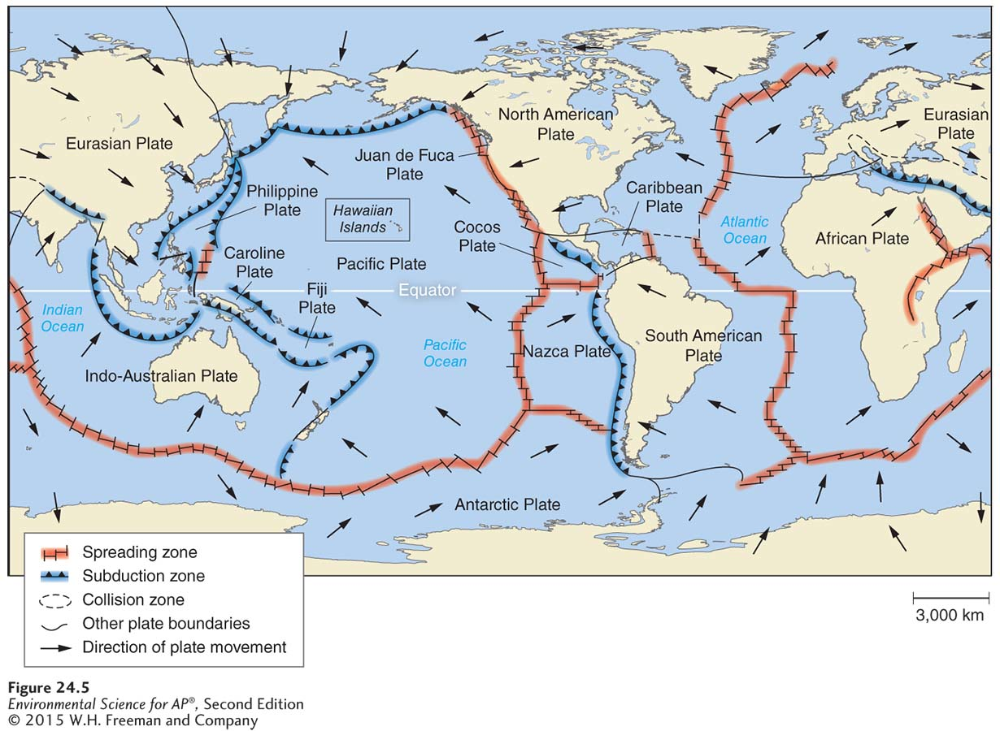 Eurasian Plate
North American
Plate
Eurasian
Plate
Juan de Fuca
Plate
Philippine
Plate
Hawaiian
Islands
Caribbean
Plate
Cocos
Plate
Atlantic
Ocean
African Plate
Caroline
Plate
Pacific Plate
Fiji
Plate
Equator
Indian
Ocean
Pacific
Ocean
Nazca Plate
South American
Plate
Indo-Australian Plate
Antarctic Plate
Spreading zone
Subduction zone
Collision zone
Other plate boundaries
Direction of plate movement
3,000 km
Figure 24.5
Environmental Science for AP®, Second Edition
© 2015 W.H. Freeman and Company